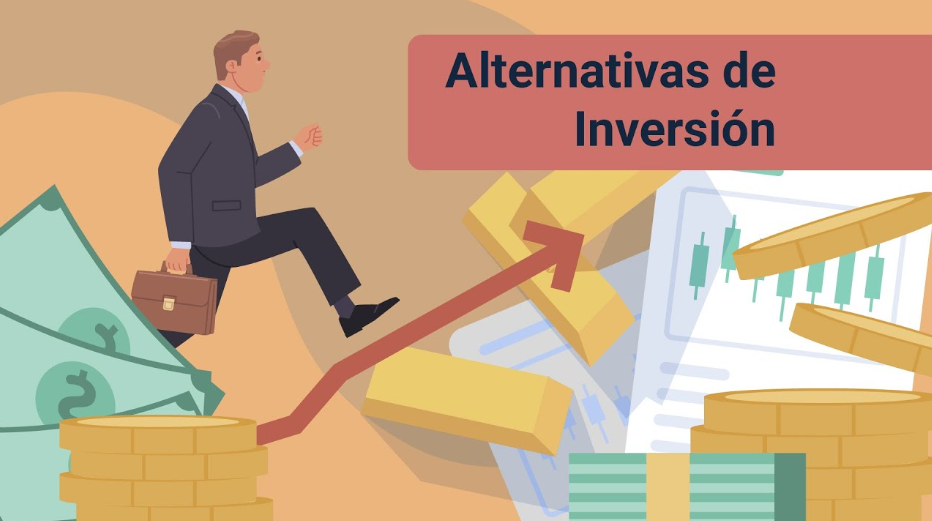 Alternativas de
Inversión
$
$